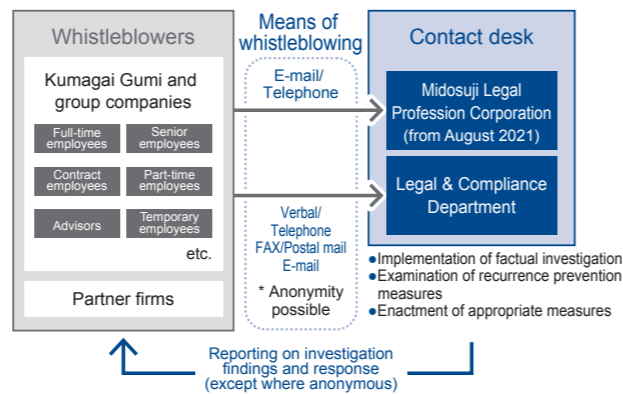 Whistleblowers
Kumagai Gumi and
group companies
Full-time
employees
Senior
employees
Contract
employees
Part-time
employees
Advisors
Temporary
employees
etc.
Partner firms
Means of
whistleblowing
E-mail/
Telephone
Verbal/
Telephone
FAX/Postal mail
E-mail
* Anonymity
possible
Contact desk
Midosuji Legal
Profession Corporation
(from August 2021)
Legal & Compliance
Department
●Implementation of factual investigation
●Examination of recurrence prevention
measures
●Enactment of appropriate measures
Reporting on investigation
findings and response
(except where anonymous)